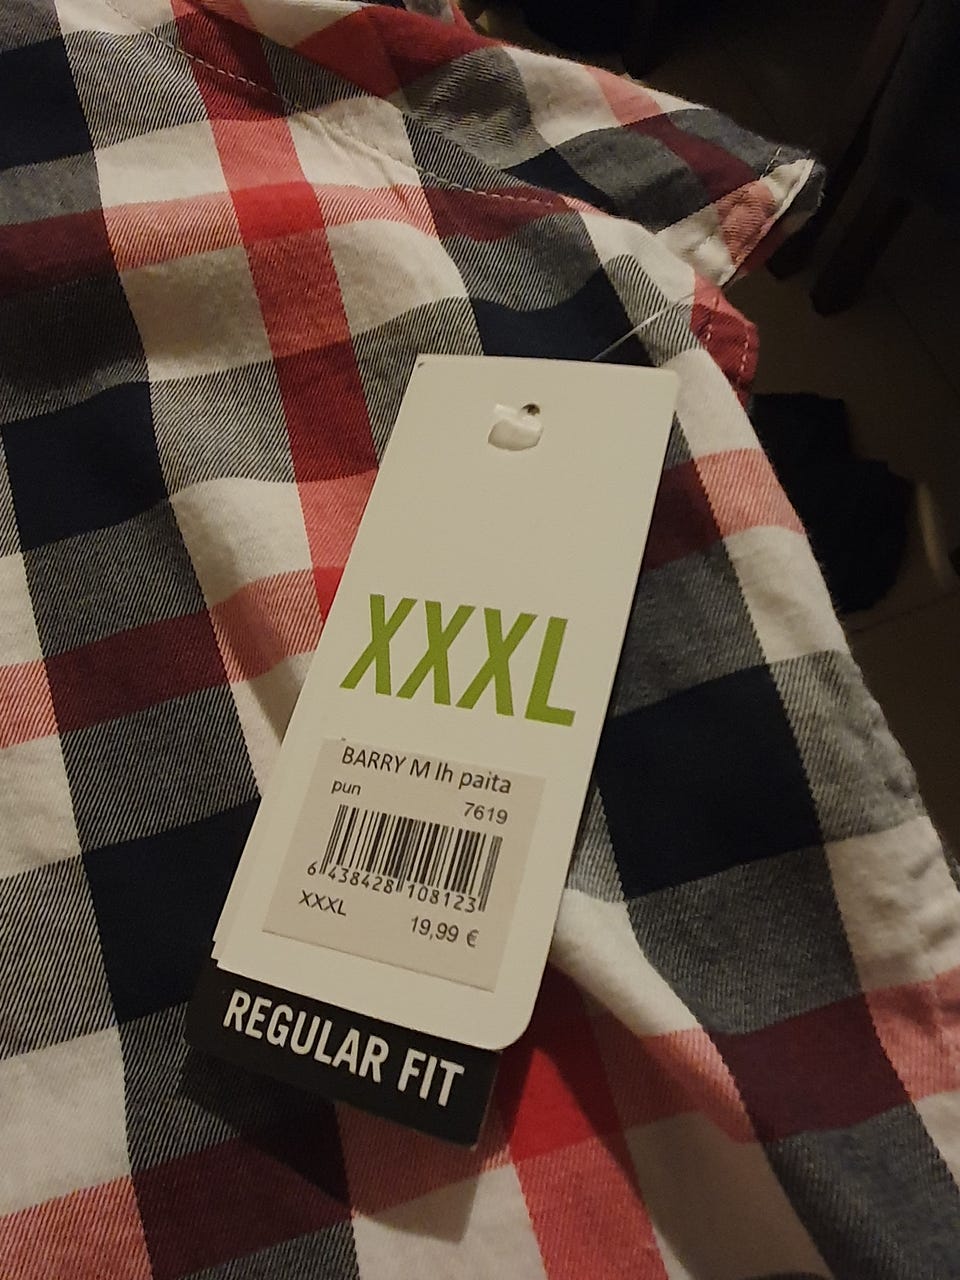 XXXL
BARRY M lh paita
pun 7619
6 438428 108123
XXXL 19,99 €
REGULAR FIT